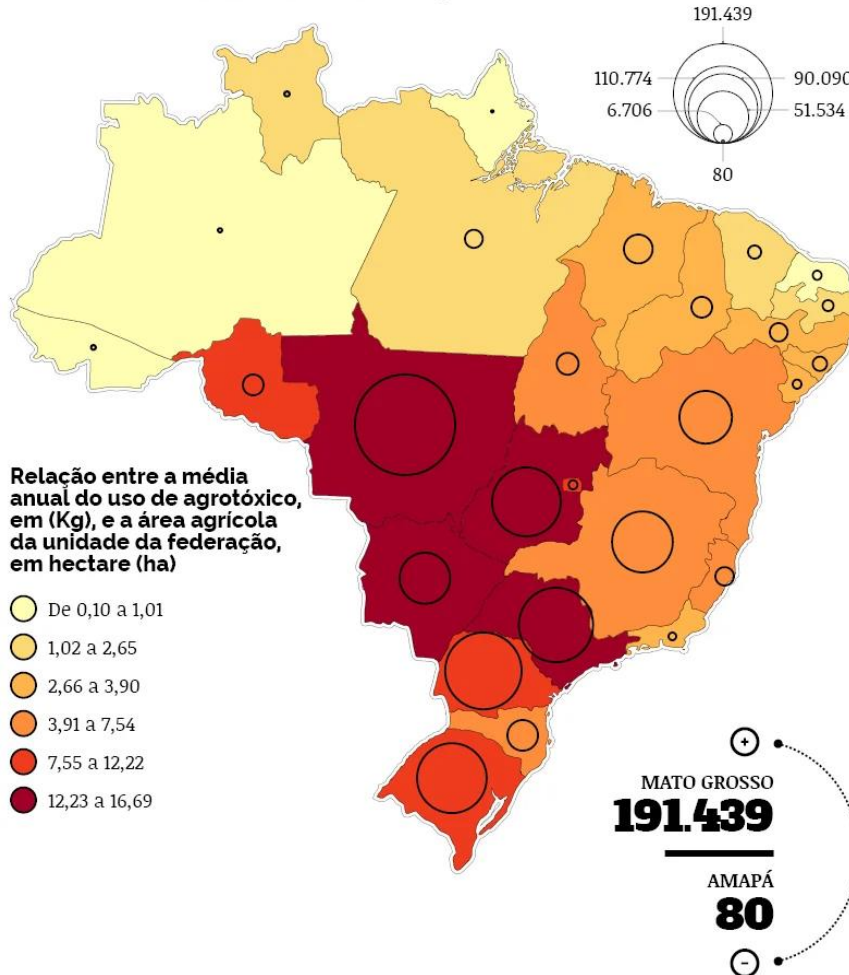 191.439
110.774
90.090
6.706
51.534
80
Relação entre a média
anual do uso de agrotóxico,
em (Kg), e a área agrícola
da unidade da federação,
em hectare (ha)
De 0,10 a 1,01
1,02 a 2,65
2,66 a 3,90
3,91 a 7,54
7,55 a 12,22
12,23 a 16,69
+
MATO GROSSO
191.439
AMAPÁ
80
-